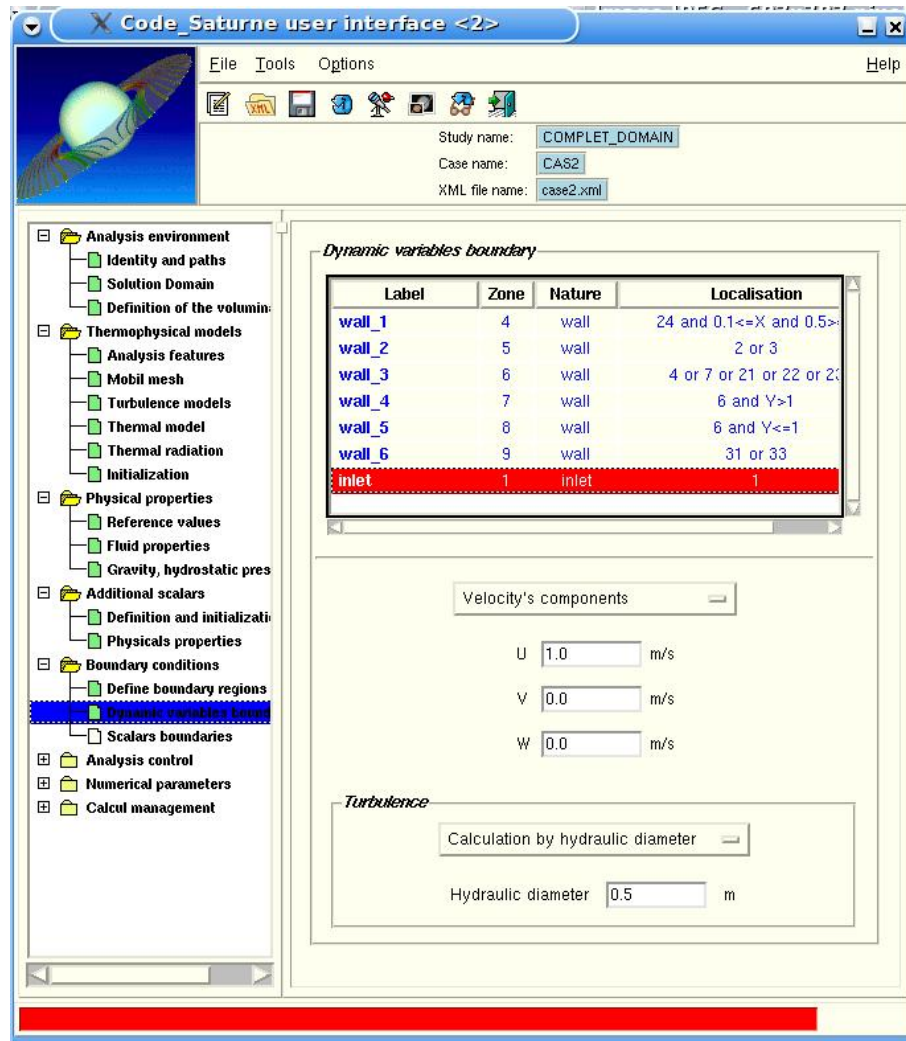 Code_Saturne user interface <2>
File Tools Options Help
XML
Study name: COMPLET_DOMAIN
Case name: CAS2
XML file name: case2.xml
Analysis environment
Identity and paths
Solution Domain
Definition of the volumin
Thermophysical models
Analysis features
Mobil mesh
Turbulence models
Thermal model
Thermal radiation
Initialization
Physical properties
Reference values
Fluid properties
Gravity, hydrostatic pres
Additional scalars
Definition and initializati
Physicals properties
Boundary conditions
Define boundary regions
Dynamic variables bound
Scalars boundaries
Analysis control
Numerical parameters
Calcul management
Dynamic variables boundary
Label Zone Nature Localisation
wall_1 4 wall 24 and 0.1<=X and 0.5>=
wall_2 5 wall 2 or 3
wall_3 6 wall 4 or 7 or 21 or 22 or 23
wall_4 7 wall 6 and Y>1
wall_5 8 wall 6 and Y<=1
wall_6 9 wall 31 or 33
inlet 1 inlet 1
Velocity's components
U 1.0 m/s
V 0.0 m/s
W 0.0 m/s
Turbulence
Calculation by hydraulic diameter
Hydraulic diameter 0.5 m